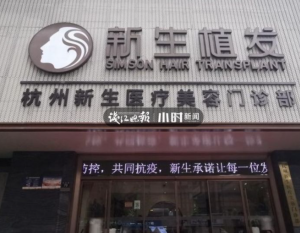 新生植发
SIMSON HAIR TRANSPLANT
杭州新生医疗美容门诊部
钱江晚报 小时新闻
防控，共同抗疫，新生承诺让每一位发